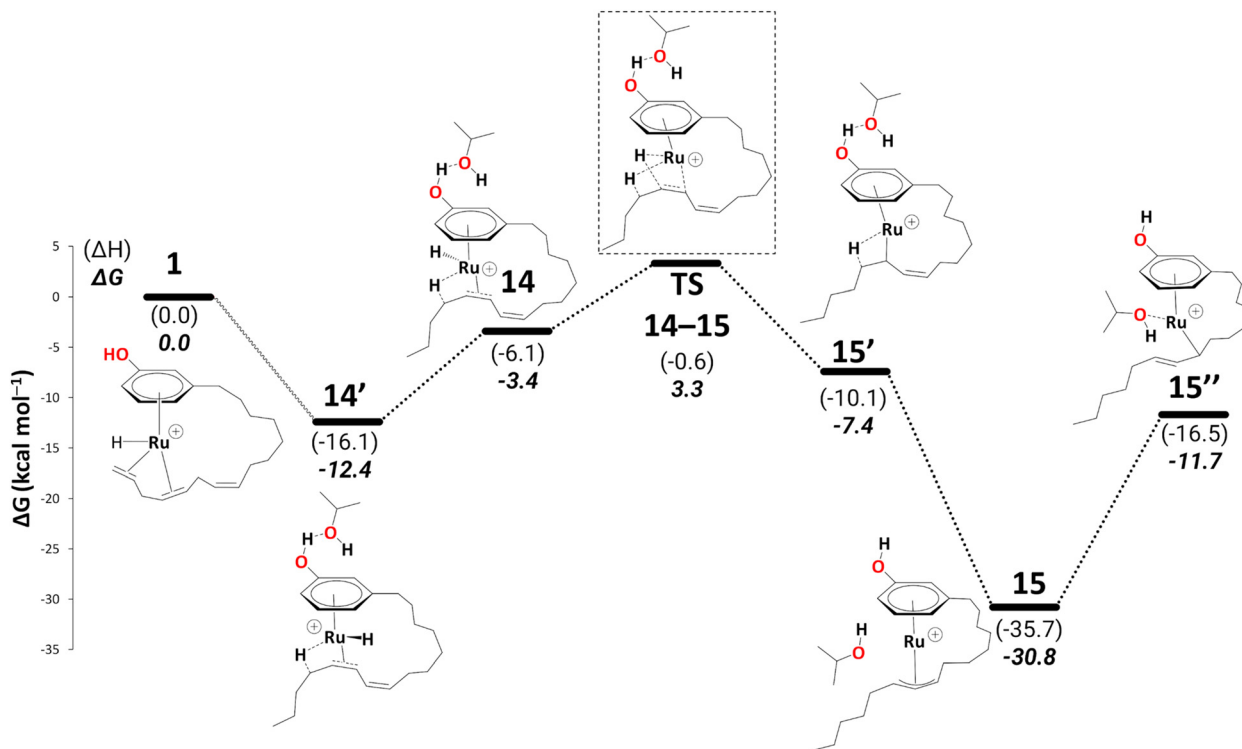 ΔG (kcal mol⁻¹)
5
0
-5
-10
-15
-20
-25
-30
-35
(ΔH)
ΔG
1
(0.0)
0.0
HO
H
Ru
+
14'
(-16.1)
-12.4
H
O
H
O
+
Ru
H
H
H
O
H
O
H
Ru
+
H
14
(-6.1)
-3.4
H
O
H
O
H
Ru
+
H
TS
14–15
(-0.6)
3.3
H
O
H
O
Ru
+
H
15'
(-10.1)
-7.4
H
O
H
O
Ru
+
15
(-35.7)
-30.8
H
O
O
H
Ru
+
15''
(-16.5)
-11.7